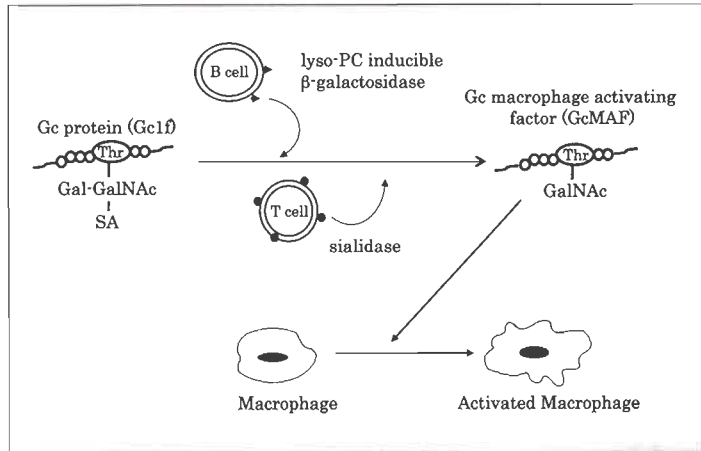 B cell
lyso-PC inducible
β-galactosidase
Gc protein (Gc1f)
Thr
Gal-GalNAc
SA
T cell
sialidase
Gc macrophage activating
factor (GcMAF)
Thr
GalNAc
Macrophage
Activated Macrophage